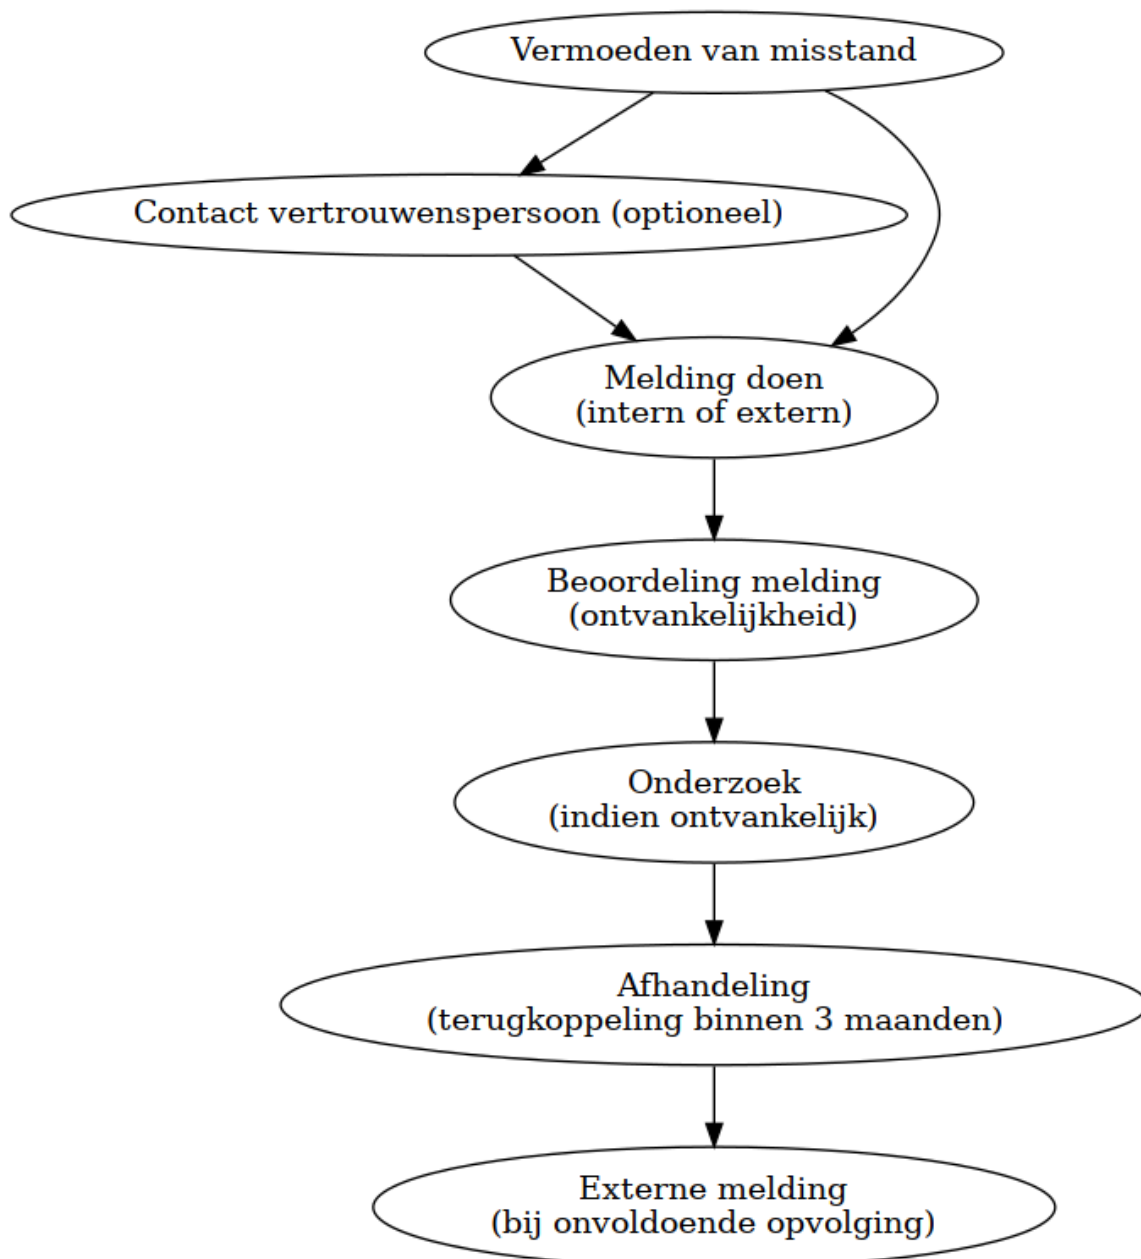 Vermoeden van misstand
Contact vertrouwenspersoon (optioneel)
Melding doen
(intern of extern)
Beoordeling melding
(ontvankelijkheid)
Onderzoek
(indien ontvankelijk)
Afhandeling
(terugkoppeling binnen 3 maanden)
Externe melding
(bij onvoldoende opvolging)